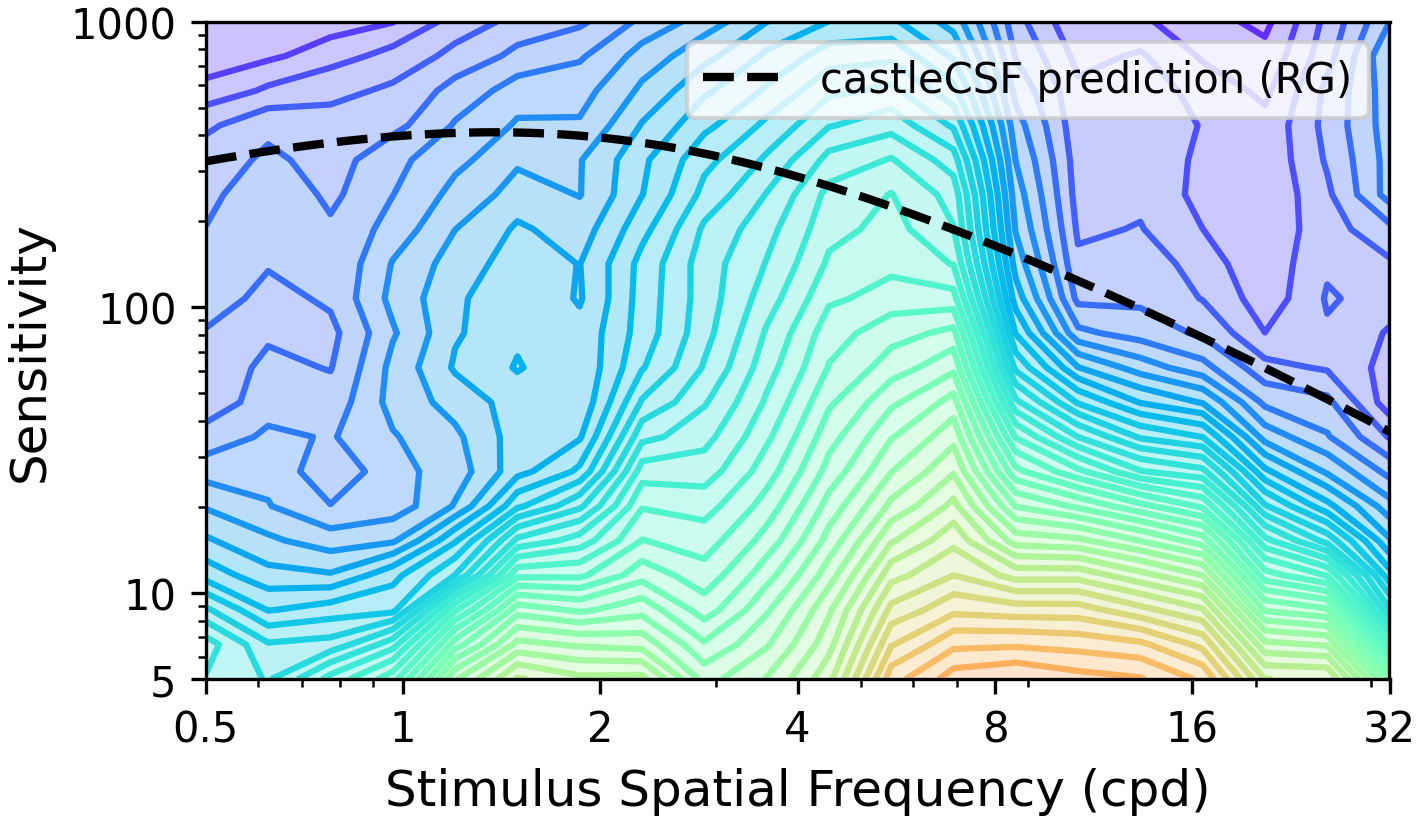 1000
castleCSF prediction (RG)
100
10
5
Sensitivity
0.5 1 2 4 8 16 32
Stimulus Spatial Frequency (cpd)